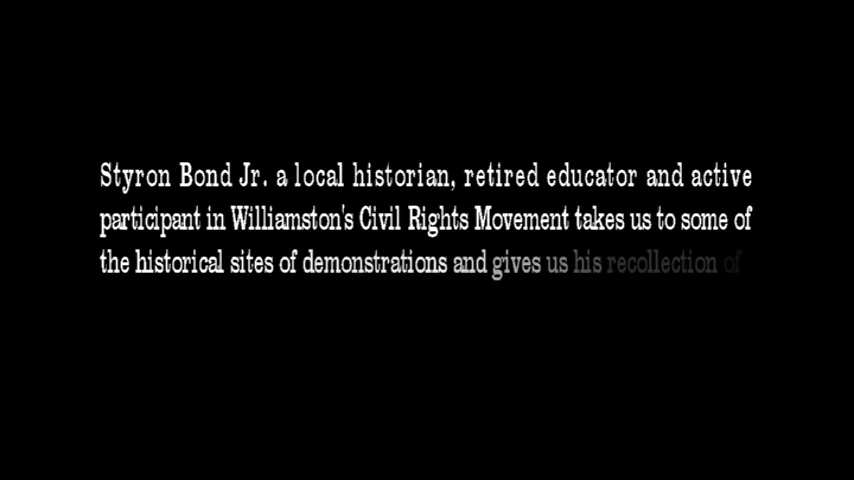 Styron Bond Jr. a local historian, retired educator and active
participant in Williamston's Civil Rights Movement takes us to some of
the historical sites of demonstrations and gives us his recollection of